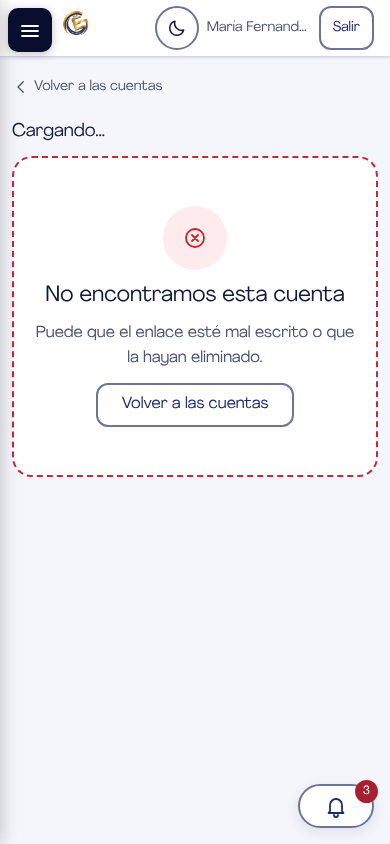 María Fernand...
Salir
Volver a las cuentas
Cargando...
No encontramos esta cuenta
Puede que el enlace esté mal escrito o que
la hayan eliminado.
Volver a las cuentas
3